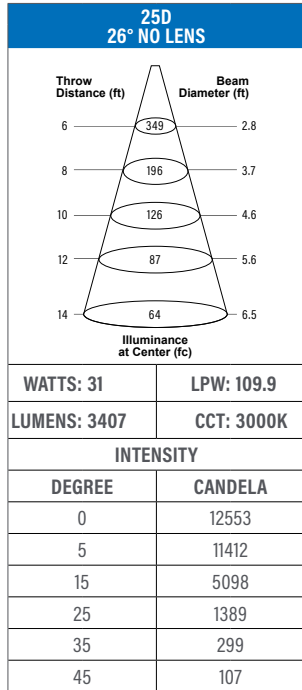 25D
26° NO LENS
Throw Beam
Distance (ft) Diameter (ft)
6 349 2.8
8 196 3.7
10 126 4.6
12 87 5.6
14 64 6.5
Illuminance
at Center (fc)
WATTS: 31 LPW: 109.9
LUMENS: 3407 CCT: 3000K
INTENSITY
DEGREE CANDELA
0 12553
5 11412
15 5098
25 1389
35 299
45 107